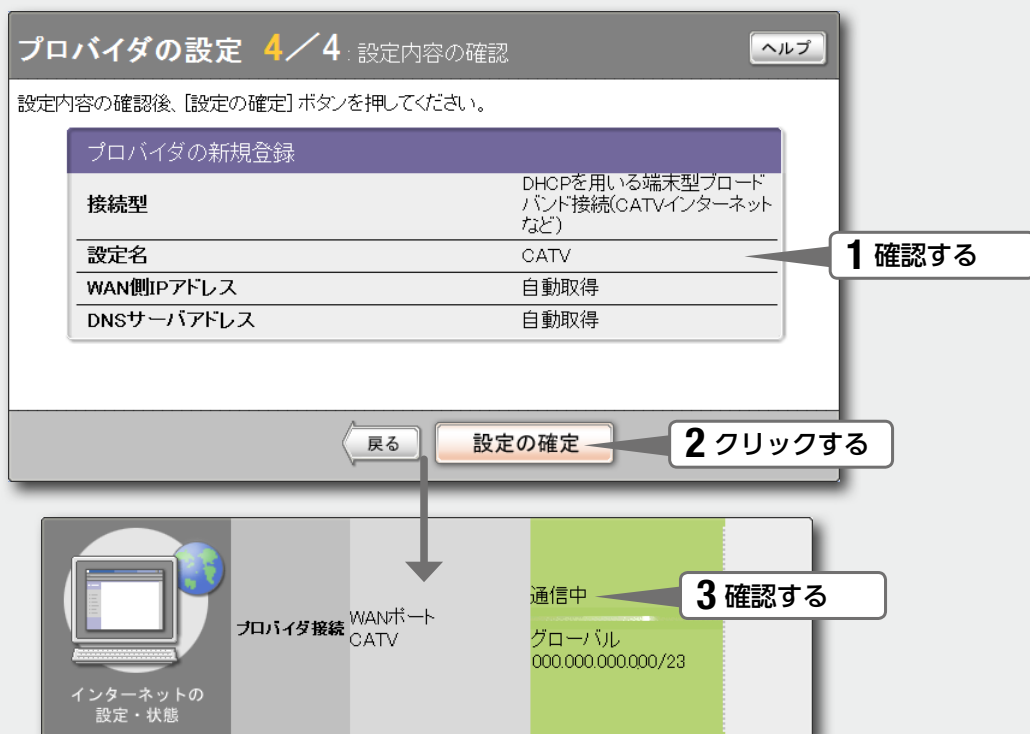 プロバイダの設定 4／4 : 設定内容の確認
ヘルプ
設定内容の確認後、[設定の確定] ボタンを押してください。
プロバイダの新規登録
接続型
DHCPを用いる端末型ブロード
バンド接続(CATVインターネット
など)
設定名
CATV
1 確認する
WAN側IPアドレス
自動取得
DNSサーバアドレス
自動取得
戻る
設定の確定
2 クリックする
インターネットの
設定・状態
プロバイダ接続
WANポート
CATV
通信中
3 確認する
グローバル
000.000.000.000/23